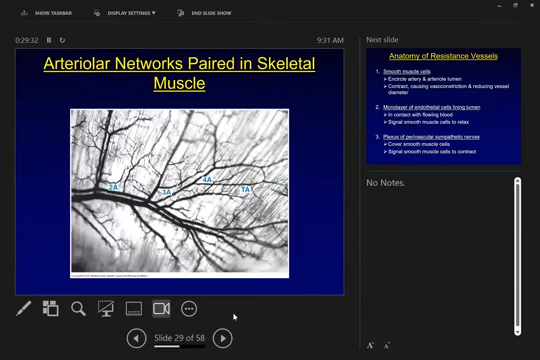 SHOW TASKBAR
DISPLAY SETTINGS
END SLIDE SHOW
0:29:32
9:31 AM
Arteriolar Networks Paired in Skeletal
Muscle
2A
3A
4A
TA
Slide 29 of 58
Next slide
Anatomy of Resistance Vessels
1. Smooth muscle cells
Encircle artery & arteriole lumen
Contract, causing vasoconstriction & reducing vessel
diameter
2. Monolayer of endothelial cells lining lumen
In contact with flowing blood
Signal smooth muscle cells to relax
3. Plexus of perivascular sympathetic nerves
Cover smooth muscle cells
Signal smooth muscle cells to contract
No Notes.
A A